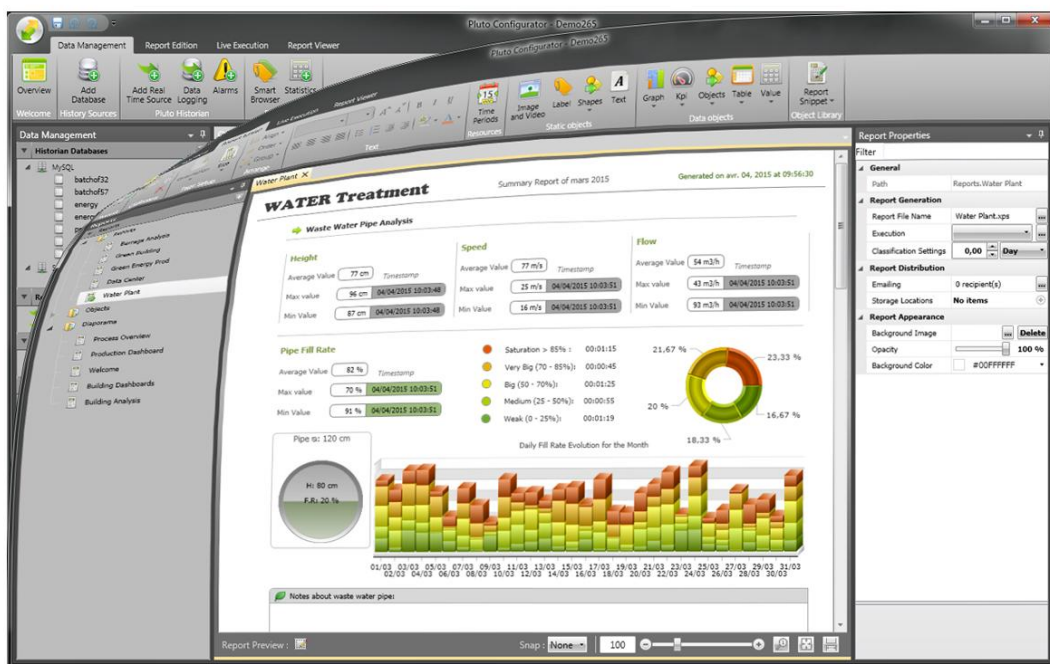 Pluto Configurator - Demo265
Data Management Report Edition Live Execution Report Viewer
Pluto Configurator - Demo265
Live Execution Report Viewer
Overview
Add Database
Add Real Time Source
Data Logging
Alarms
Smart Browser
Statistics
Time Periods
Image and Video
Label
Shapes
Text
Graph
Kpi
Objects
Table
Value
Report Snippet
Welcome History Sources Pluto Historian
Text
Resources
Static objects
Data objects
Object Library
Data Management
Historian Databases
MySQL
batchof32
batchof57
energy
Barrage Analysis
Green Building
Green Energy Prod
Data Center
Water Plant
Objects
Diaporama
Process Overview
Production Dashboard
Welcome
Building Dashboards
Building Analysis
Water Plant
WATER Treatment
Summary Report of mars 2015
Generated on avr. 04, 2015 at 09:56:30
Waste Water Pipe Analysis
Height
Average Value 77 cm Timestamp
Max value 96 cm 04/04/2015 10:03:48
Min Value 87 cm 04/04/2015 10:03:48
Speed
Average Value 77 m/s Timestamp
Max value 25 m/s 04/04/2015 10:03:51
Min Value 16 m/s 04/04/2015 10:03:51
Flow
Average Value 54 m3/h Timestamp
Max value 43 m3/h 04/04/2015 10:03:51
Min Value 93 m3/h 04/04/2015 10:03:51
Pipe Fill Rate
Average Value 82 % Timestamp
Max value 70 % 04/04/2015 10:03:51
Min Value 91 % 04/04/2015 10:03:51
Saturation > 85% : 00:01:15
Very Big (70 - 85%): 00:00:45
Big (50 - 70%): 00:01:25
Medium (25 - 50%): 00:00:55
Weak (0 - 25%): 00:01:19
21,67 %
23,33 %
20 %
16,67 %
18,33 %
Pipe α: 120 cm
H: 80 cm
F.R: 20 %
Daily Fill Rate Evolution for the Month
01/03 03/03 05/03 07/03 09/03 11/03 13/03 15/03 17/03 19/03 21/03 23/03 25/03 27/03 29/03 31/03
02/03 04/03 06/03 08/03 10/03 12/03 14/03 16/03 18/03 20/03 22/03 24/03 26/03 28/03 30/03
Notes about waste water pipe:
Report Preview :
Snap : None 100
Report Properties
Filter
General
Path Reports.Water Plant
Report Generation
Report File Name Water Plant.xps
Execution
Classification Settings 0,00 Day
Report Distribution
Emailing 0 recipient(s)
Storage Locations No items
Report Appearance
Background Image Delete
Opacity 100 %
Background Color #00FFFFFF